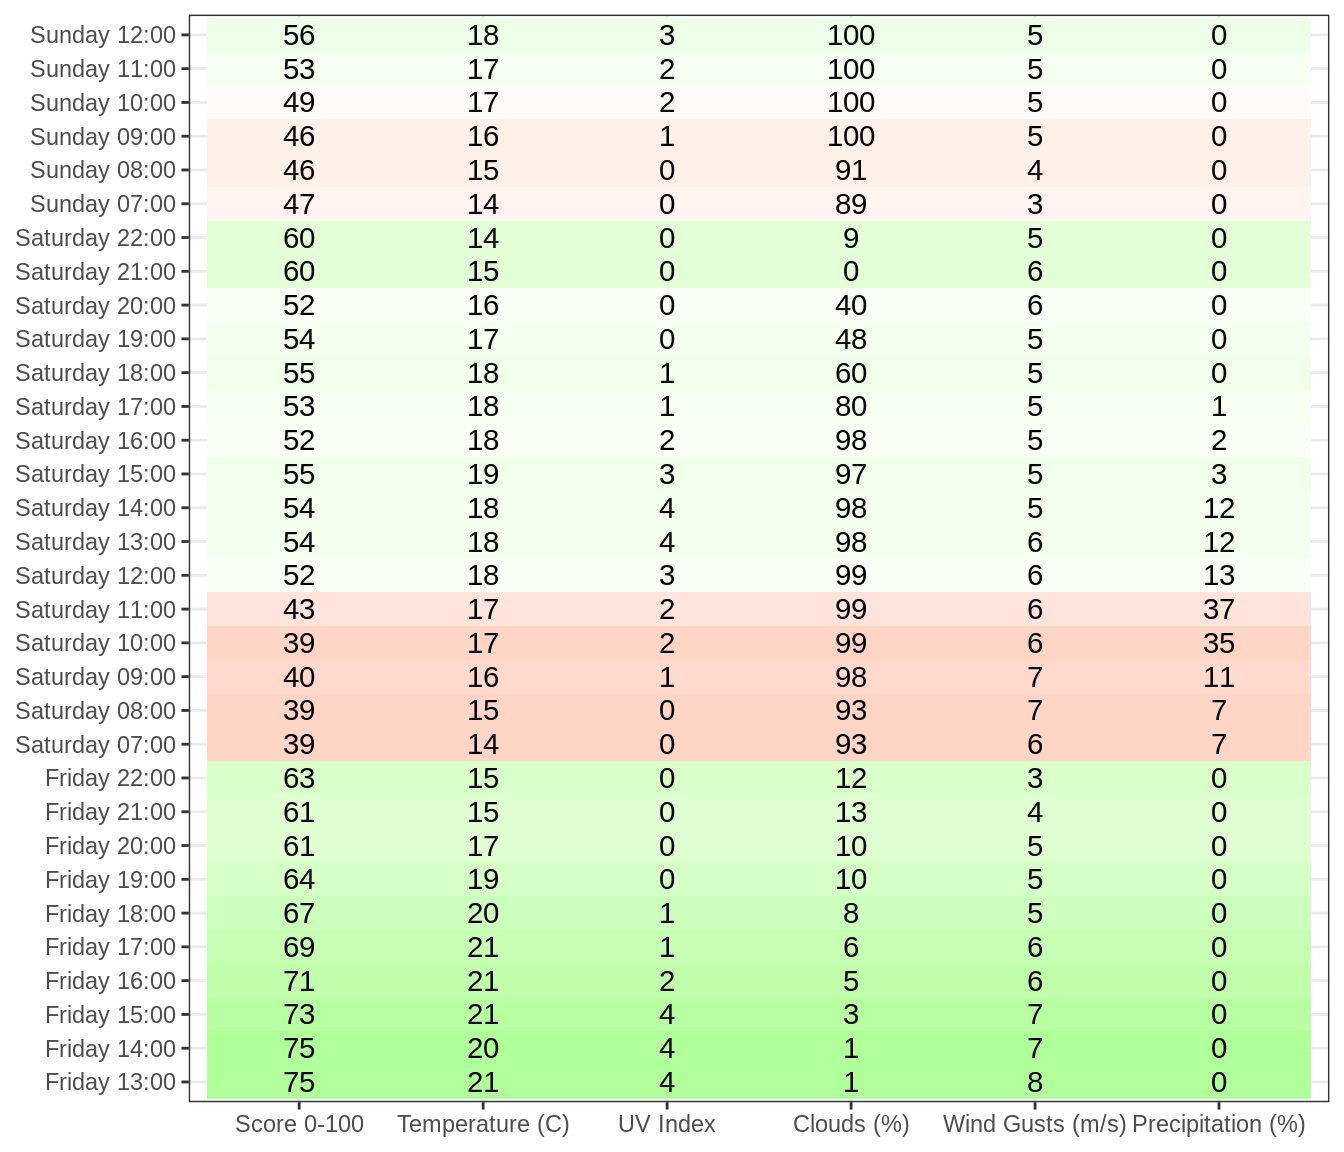 Sunday 12:00 56 18 3 100 5 0
Sunday 11:00 53 17 2 100 5 0
Sunday 10:00 49 17 2 100 5 0
Sunday 09:00 46 16 1 100 5 0
Sunday 08:00 46 15 0 91 4 0
Sunday 07:00 47 14 0 89 3 0
Saturday 22:00 60 14 0 9 5 0
Saturday 21:00 60 15 0 0 6 0
Saturday 20:00 52 16 0 40 6 0
Saturday 19:00 54 17 0 48 5 0
Saturday 18:00 55 18 1 60 5 0
Saturday 17:00 53 18 1 80 5 1
Saturday 16:00 52 18 2 98 5 2
Saturday 15:00 55 19 3 97 5 3
Saturday 14:00 54 18 4 98 5 12
Saturday 13:00 54 18 4 98 6 12
Saturday 12:00 52 18 3 99 6 13
Saturday 11:00 43 17 2 99 6 37
Saturday 10:00 39 17 2 99 6 35
Saturday 09:00 40 16 1 98 7 11
Saturday 08:00 39 15 0 93 7 7
Saturday 07:00 39 14 0 93 6 7
Friday 22:00 63 15 0 12 3 0
Friday 21:00 61 15 0 13 4 0
Friday 20:00 61 17 0 10 5 0
Friday 19:00 64 19 0 10 5 0
Friday 18:00 67 20 1 8 5 0
Friday 17:00 69 21 1 6 6 0
Friday 16:00 71 21 2 5 6 0
Friday 15:00 73 21 4 3 7 0
Friday 14:00 75 20 4 1 7 0
Friday 13:00 75 21 4 1 8 0
Score 0-100 Temperature (C) UV Index Clouds (%) Wind Gusts (m/s) Precipitation (%)